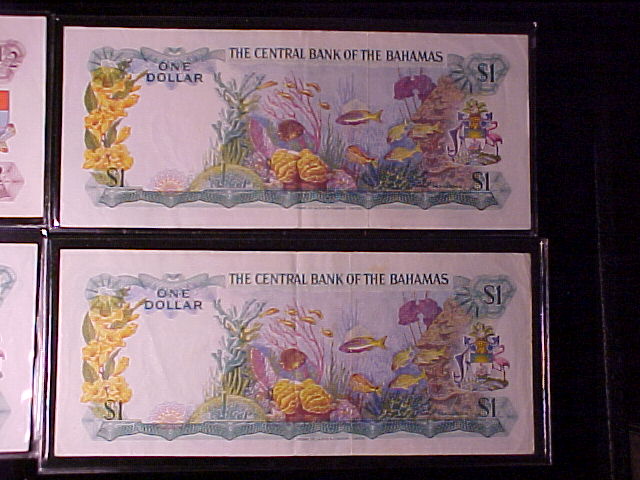 THE CENTRAL BANK OF THE BAHAMAS
ONE
DOLLAR
$1
$1
$1
THE CENTRAL BANK OF THE BAHAMAS
ONE
DOLLAR
$1
$1
$1